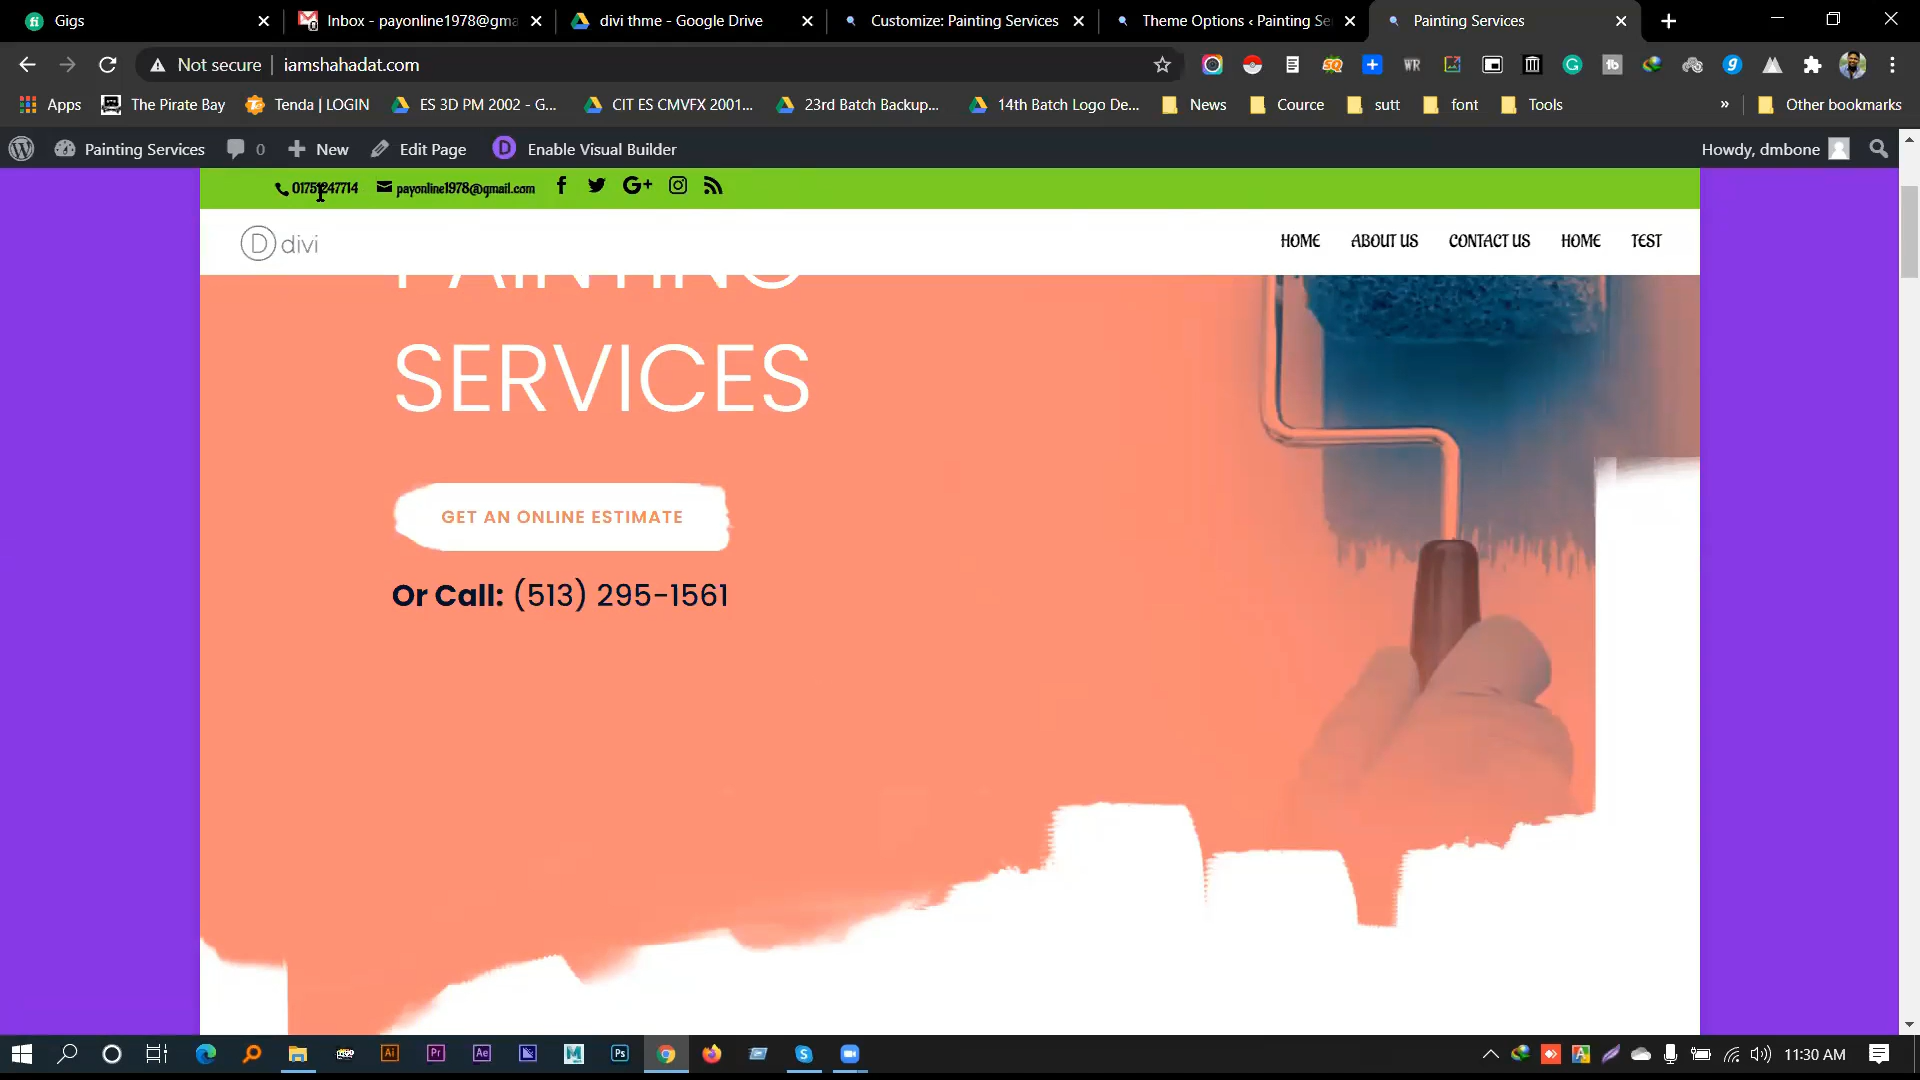 Gigs
Inbox - payonline1978@gma
divi thme - Google Drive
Customize: Painting Services
Theme Options ‹ Painting Se
Painting Services
Not secure
iamshahadat.com
Apps
The Pirate Bay
Tenda | LOGIN
ES 3D PM 2002 - G...
CIT ES CMVFX 2001...
23rd Batch Backup...
14th Batch Logo De...
News
Cource
sutt
font
Tools
»
Other bookmarks
Painting Services
0
New
Edit Page
Enable Visual Builder
Howdy, dmbone
payonline1978@gmail.com
divi
HOME
ABOUT US
CONTACT US
HOME
TEST
PAINTING
SERVICES
GET AN ONLINE ESTIMATE
Or Call: (513) 295-1561
11:30 AM